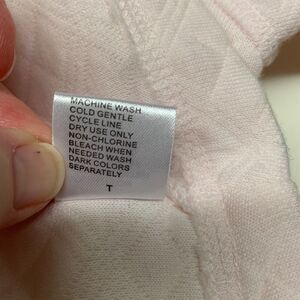 MACHINE WASH
COLD GENTLE
CYCLE LINE
DRY USE ONLY
NON-CHLORINE
BLEACH WHEN
NEEDED WASH
DARK COLORS
SEPARATELY
T